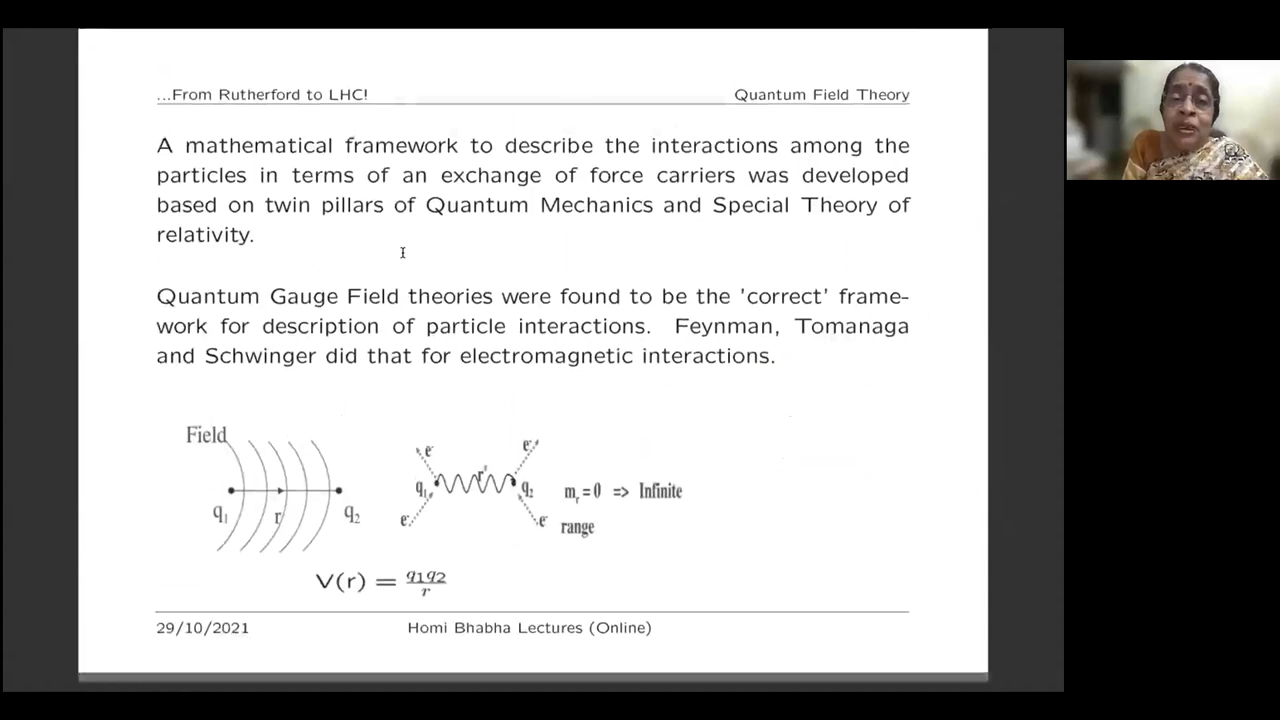 ...From Rutherford to LHC! Quantum Field Theory
A mathematical framework to describe the interactions among the
particles in terms of an exchange of force carriers was developed
based on twin pillars of Quantum Mechanics and Special Theory of
relativity.
Quantum Gauge Field theories were found to be the 'correct' frame-
work for description of particle interactions. Feynman, Tomanaga
and Schwinger did that for electromagnetic interactions.
Field
q₁ r q₂
e⁻ e⁻
q₁ q₂
e⁻ e⁻
mᵣ = 0 => Infinite
range
V(r) = q1q2/r
29/10/2021 Homi Bhabha Lectures (Online)